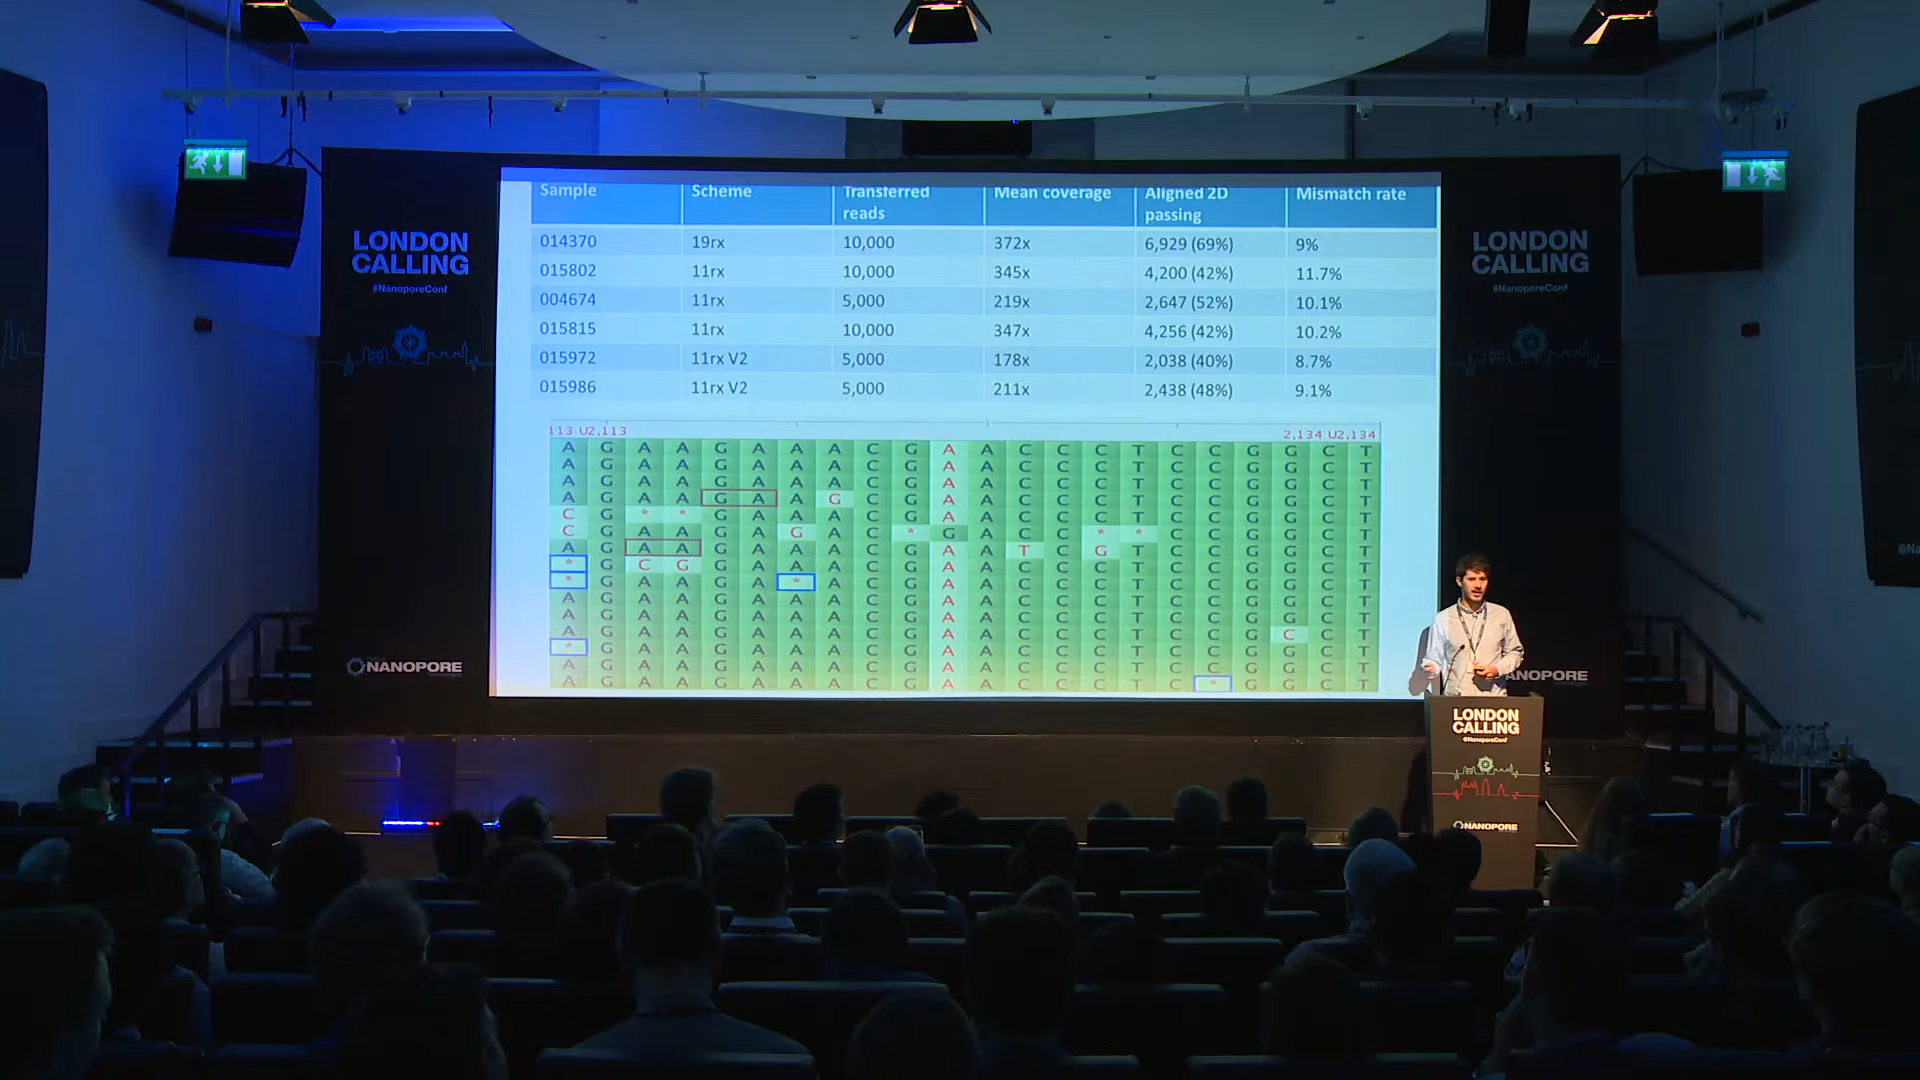 LONDON
CALLING
#NanoporeConf
NANOPORE
Sample Scheme Transferred reads Mean coverage Aligned 2D passing Mismatch rate
014370 19rx 10,000 372x 6,929 (69%) 9%
015802 11rx 10,000 345x 4,200 (42%) 11.7%
004674 11rx 5,000 219x 2,647 (52%) 10.1%
015815 11rx 10,000 347x 4,256 (42%) 10.2%
015972 11rx V2 5,000 178x 2,038 (40%) 8.7%
015986 11rx V2 5,000 211x 2,438 (48%) 9.1%
113 U2,113 2,134 U2,134
A G A A G A A A C G A A C C C T C C G G C T
A G A A G A A A C G A A C C C T C C G G C T
A G A A G A A A C G A A C C C T C C G G C T
A G A A G A A G C G A A C C C T C C G G C T
C G * * G A A A C G A A C C C T C C G G C T
C G A A G A G A C * G A C C * * C C G G C T
A G A A G A A A C G A A T C G T C C G G C T
* G C G G A A A C G A A C C C T C C G G C T
* G A A G A * A C G A A C C C T C C G G C T
A G A A G A A A C G A A C C C T C C G G C T
A G A A G A A A C G A A C C C T C C G G C T
A G A A G A A A C G A A C C C T C C G C C T
* G A A G A A A C G A A C C C T C C G G C T
A G A A G A A A C G A A C C C T C C G G C T
A G A A G A A A C G A A C C C T C * G G C T
LONDON
CALLING
#NanoporeConf
ANOPORE
LONDON
CALLING
@NanoporeConf
NANOPORE
@Na